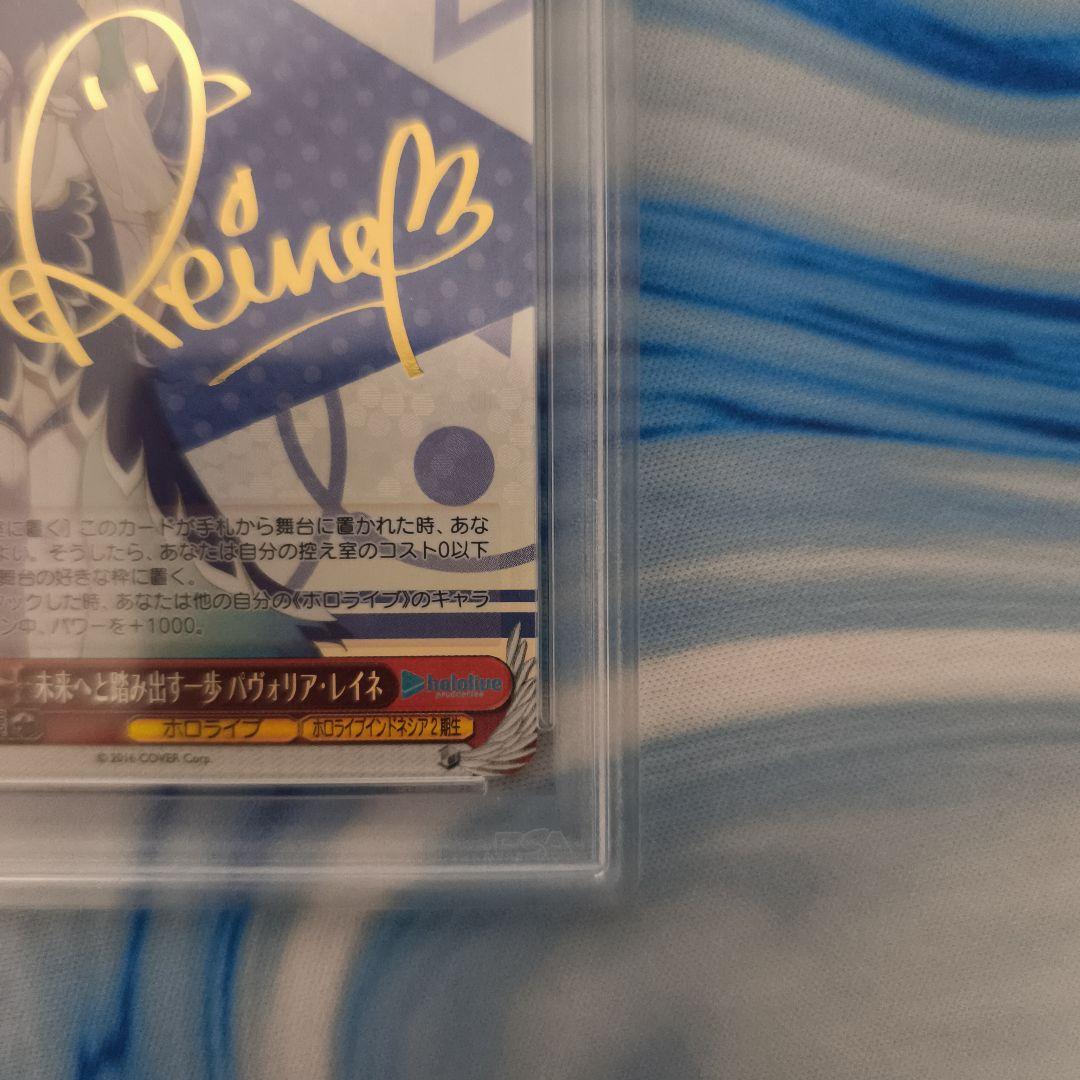 Reine
に置く］ このカードが手札から舞台に置かれた時、あな
よい。そうしたら、あなたは自分の控え室のコスト0以下
舞台の好きな枠に置く。
タックした時、あなたは他の自分の《ホロライブ》のキャラ
ン中、パワーを＋1000。
未来へと踏み出す一歩 パヴォリア・レイネ
hololive
production
ホロライブ
ホロライブインドネシア2期生
© 2016 COVER Corp.
PSA